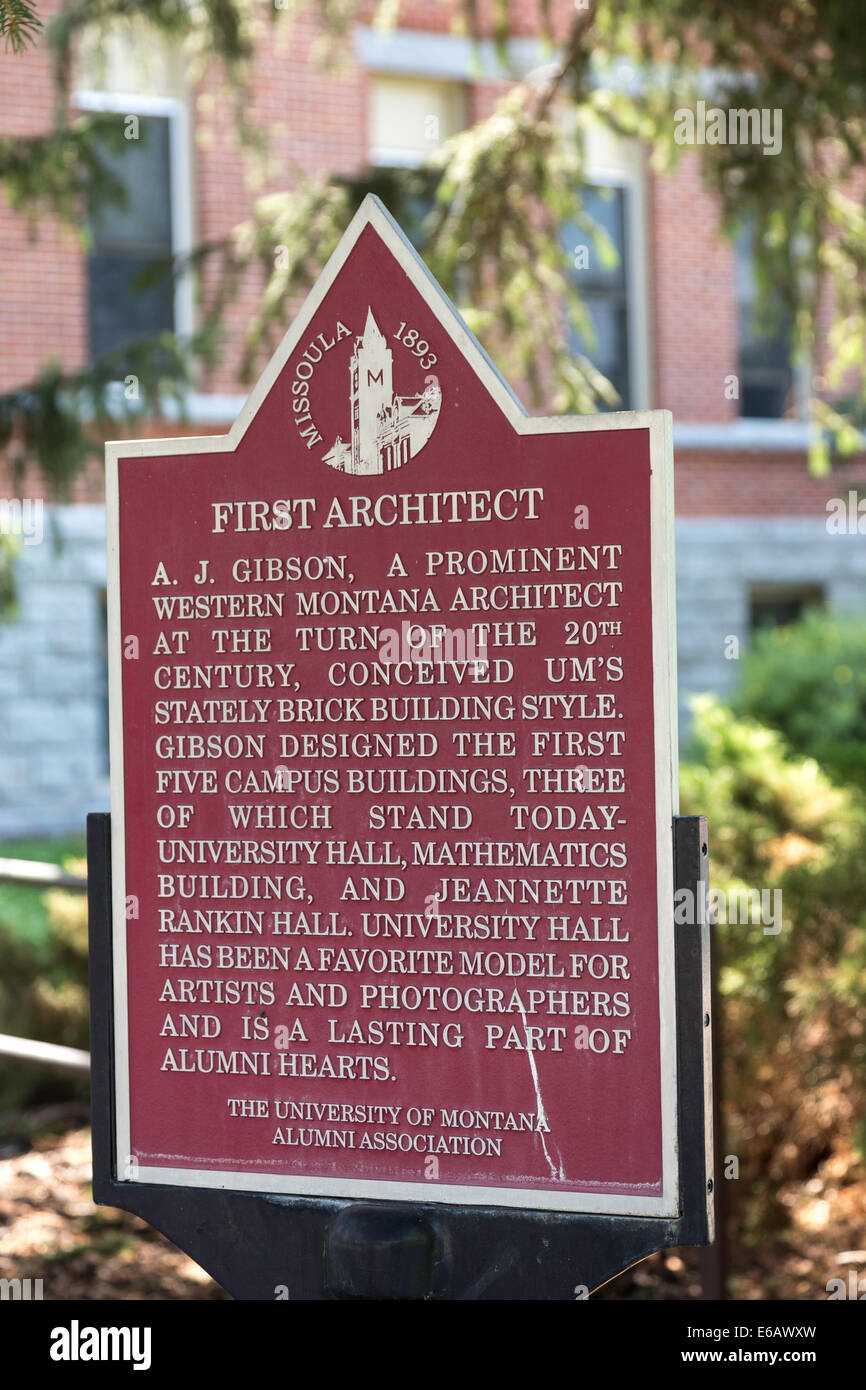 MISSOULA 1893
M
FIRST ARCHITECT
A. J. GIBSON, A PROMINENT
WESTERN MONTANA ARCHITECT
AT THE TURN OF THE 20TH
CENTURY, CONCEIVED UM'S
STATELY BRICK BUILDING STYLE.
GIBSON DESIGNED THE FIRST
FIVE CAMPUS BUILDINGS, THREE
OF WHICH STAND TODAY-
UNIVERSITY HALL, MATHEMATICS
BUILDING, AND JEANNETTE
RANKIN HALL. UNIVERSITY HALL
HAS BEEN A FAVORITE MODEL FOR
ARTISTS AND PHOTOGRAPHERS
AND IS A LASTING PART OF
ALUMNI HEARTS.
THE UNIVERSITY OF MONTANA
ALUMNI ASSOCIATION
alamy stock photo
E6AWXW
www.alamy.com